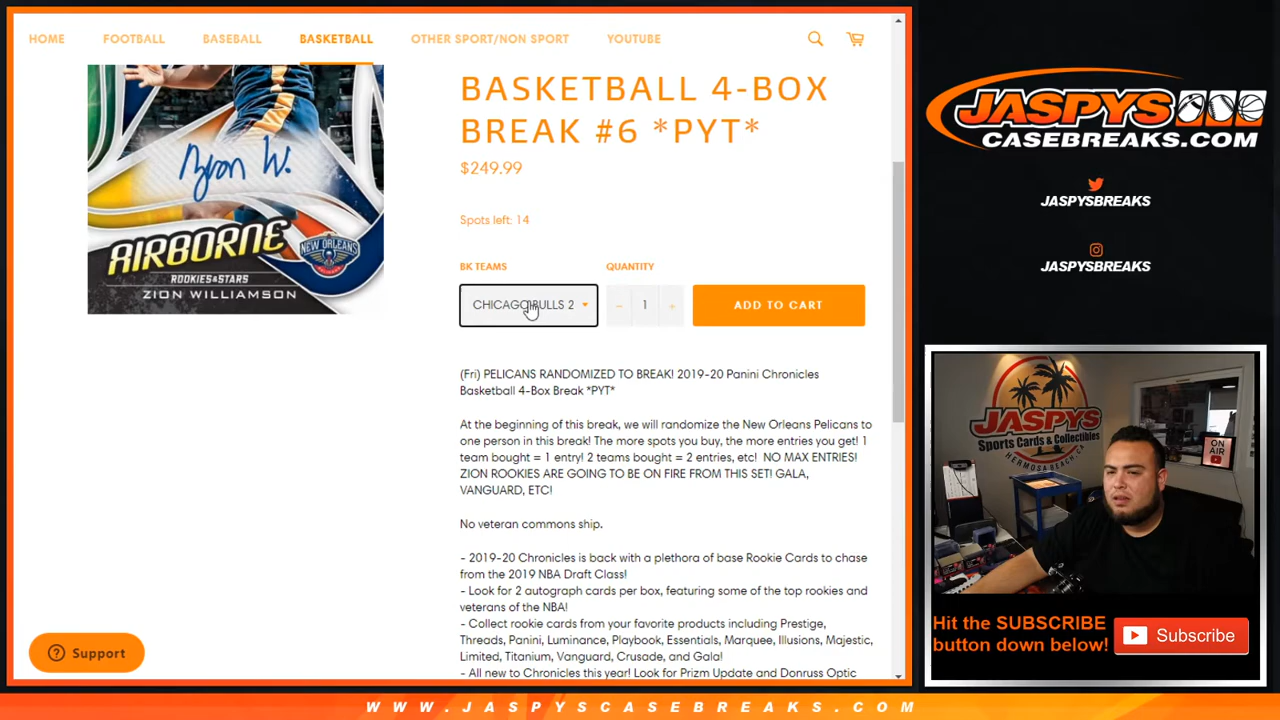 HOME FOOTBALL BASEBALL BASKETBALL OTHER SPORT/NON SPORT YOUTUBE
BASKETBALL 4-BOX
BREAK #6 *PYT*
$249.99
Spots left: 14
BK TEAMS QUANTITY
CHICAGO BULLS 2 − 1 + ADD TO CART
(Fri) PELICANS RANDOMIZED TO BREAK! 2019-20 Panini Chronicles
Basketball 4-Box Break *PYT*
At the beginning of this break, we will randomize the New Orleans Pelicans to
one person in this break! The more spots you buy, the more entries you get! 1
team bought = 1 entry! 2 teams bought = 2 entries, etc! NO MAX ENTRIES!
ZION ROOKIES ARE GOING TO BE ON FIRE FROM THIS SET! GALA,
VANGUARD, ETC!
No veteran commons ship.
- 2019-20 Chronicles is back with a plethora of base Rookie Cards to chase
from the 2019 NBA Draft Class!
- Look for 2 autograph cards per box, featuring some of the top rookies and
veterans of the NBA!
- Collect rookie cards from your favorite products including Prestige,
Threads, Panini, Luminance, Playbook, Essentials, Marquee, Illusions, Majestic,
Limited, Titanium, Vanguard, Crusade, and Gala!
- All new to Chronicles this year! Look for Prizm Update and Donruss Optic
AIRBORNE
NEW ORLEANS
ROOKIES&STARS
ZION WILLIAMSON
Support
JASPYS
CASEBREAKS.COM
JASPYSBREAKS
JASPYSBREAKS
JASPYS
Sports Cards & Collectibles
HERMOSA BEACH, CA
ON
AIR
Hit the SUBSCRIBE
button down below!
Subscribe
WWW.JASPYSCASEBREAKS.COM